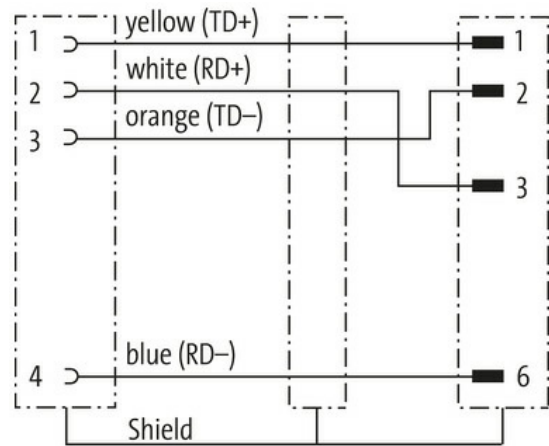 1 yellow (TD+) 1
2 white (RD+) 2
3 orange (TD–)
3
4 blue (RD–) 6
Shield